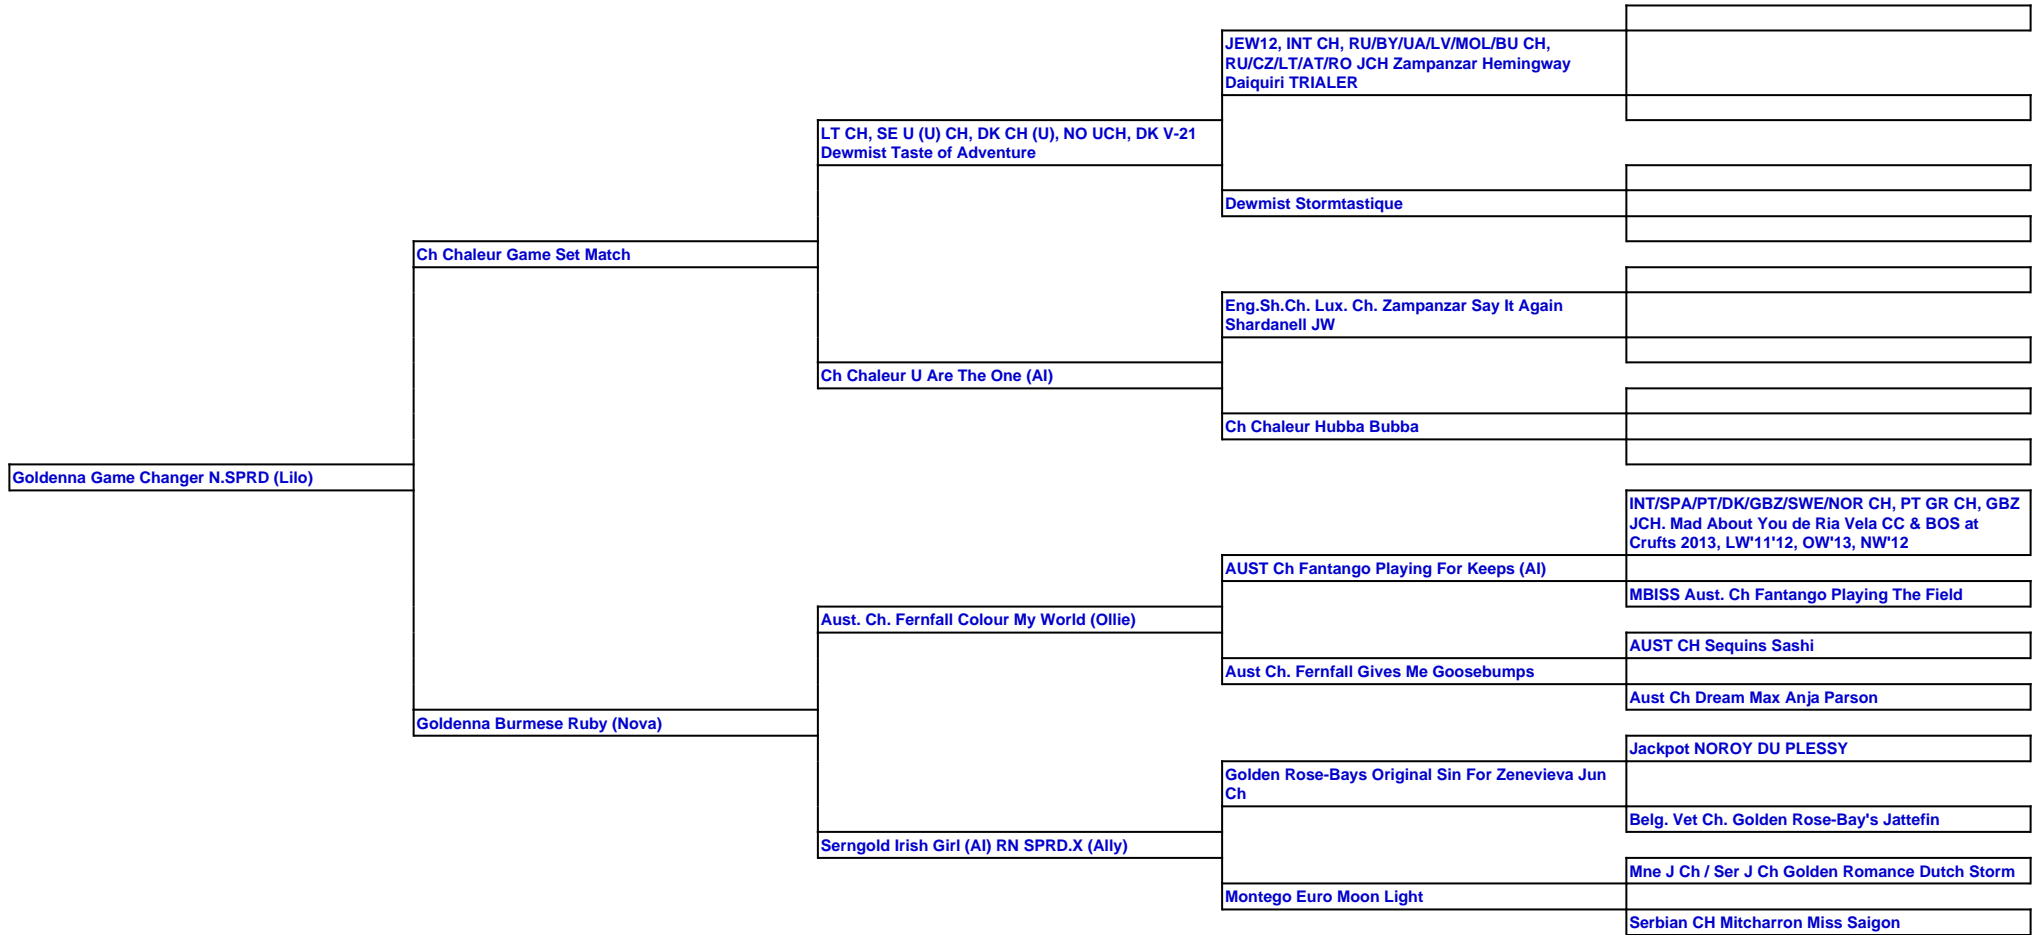 JEW12, INT CH, RU/BY/UA/LV/MOL/BU CH,
RU/CZ/LT/AT/RO JCH Zampanzar Hemingway
Daiquiri TRIALER
LT CH, SE U (U) CH, DK CH (U), NO UCH, DK V-21
Dewmist Taste of Adventure
Dewmist Stormtastique
Ch Chaleur Game Set Match
Eng.Sh.Ch. Lux. Ch. Zampanzar Say It Again
Shardanell JW
Ch Chaleur U Are The One (AI)
Ch Chaleur Hubba Bubba
Goldenna Game Changer N.SPRD (Lilo)
INT/SPA/PT/DK/GBZ/SWE/NOR CH, PT GR CH, GBZ
JCH. Mad About You de Ria Vela CC & BOS at
Crufts 2013, LW'11'12, OW'13, NW'12
AUST Ch Fantango Playing For Keeps (AI)
MBISS Aust. Ch Fantango Playing The Field
Aust. Ch. Fernfall Colour My World (Ollie)
AUST CH Sequins Sashi
Aust Ch. Fernfall Gives Me Goosebumps
Aust Ch Dream Max Anja Parson
Goldenna Burmese Ruby (Nova)
Jackpot NOROY DU PLESSY
Golden Rose-Bays Original Sin For Zenevieva Jun
Ch
Belg. Vet Ch. Golden Rose-Bay's Jattefin
Serngold Irish Girl (AI) RN SPRD.X (Ally)
Mne J Ch / Ser J Ch Golden Romance Dutch Storm
Montego Euro Moon Light
Serbian CH Mitcharron Miss Saigon